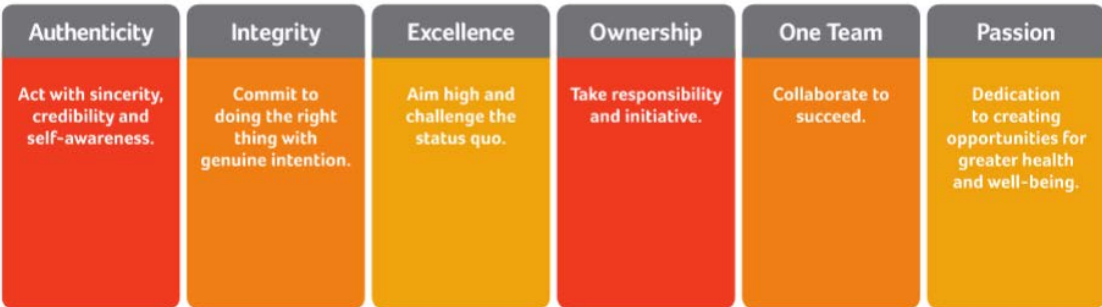 Authenticity
Act with sincerity,
credibility and
self-awareness.
Integrity
Commit to
doing the right
thing with
genuine intention.
Excellence
Aim high and
challenge the
status quo.
Ownership
Take responsibility
and initiative.
One Team
Collaborate to
succeed.
Passion
Dedication
to creating
opportunities for
greater health
and well-being.